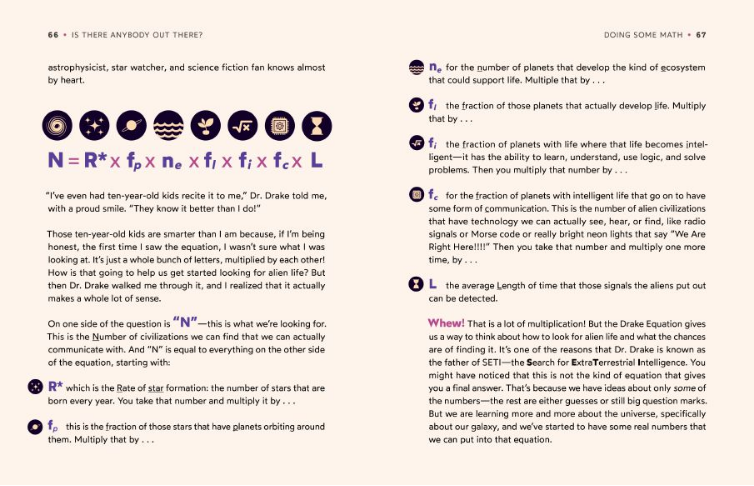 66 • IS THERE ANYBODY OUT THERE?
astrophysicist, star watcher, and science fiction fan knows almost
by heart.
N = R* x fp x ne x fl x fi x fc x L
“I’ve even had ten-year-old kids recite it to me,” Dr. Drake told me,
with a proud smile. “They know it better than I do!”
Those ten-year-old kids are smarter than I am because, if I’m being
honest, the first time I saw the equation, I wasn’t sure what I was
looking at. It’s just a whole bunch of letters, multiplied by each other!
How is that going to help us get started looking for alien life? But
then Dr. Drake walked me through it, and I realized that it actually
makes a whole lot of sense.
On one side of the question is “N”—this is what we’re looking for.
This is the Number of civilizations we can find that we can actually
communicate with. And “N” is equal to everything on the other side
of the equation, starting with:
R* which is the Rate of star formation: the number of stars that are
born every year. You take that number and multiply it by . . .
fp this is the fraction of those stars that have planets orbiting around
them. Multiply that by . . .
DOING SOME MATH • 67
ne for the number of planets that develop the kind of ecosystem
that could support life. Multiple that by . . .
fl the fraction of those planets that actually develop life. Multiply
that by . . .
fi the fraction of planets with life where that life becomes intel-
ligent—it has the ability to learn, understand, use logic, and solve
problems. Then you multiply that number by . . .
fc for the fraction of planets with intelligent life that go on to have
some form of communication. This is the number of alien civilizations
that have technology we can actually see, hear, or find, like radio
signals or Morse code or really bright neon lights that say “We Are
Right Here!!!!” Then you take that number and multiply one more
time, by . . .
L the average Length of time that those signals the aliens put out
can be detected.
Whew! That is a lot of multiplication! But the Drake Equation gives
us a way to think about how to look for alien life and what the chances
are of finding it. It’s one of the reasons that Dr. Drake is known as
the father of SETI—the Search for ExtraTerrestrial Intelligence. You
might have noticed that this is not the kind of equation that gives
you a final answer. That’s because we have ideas about only some of
the numbers—the rest are either guesses or still big question marks.
But we are learning more and more about the universe, specifically
about our galaxy, and we’ve started to have some real numbers that
we can put into that equation.